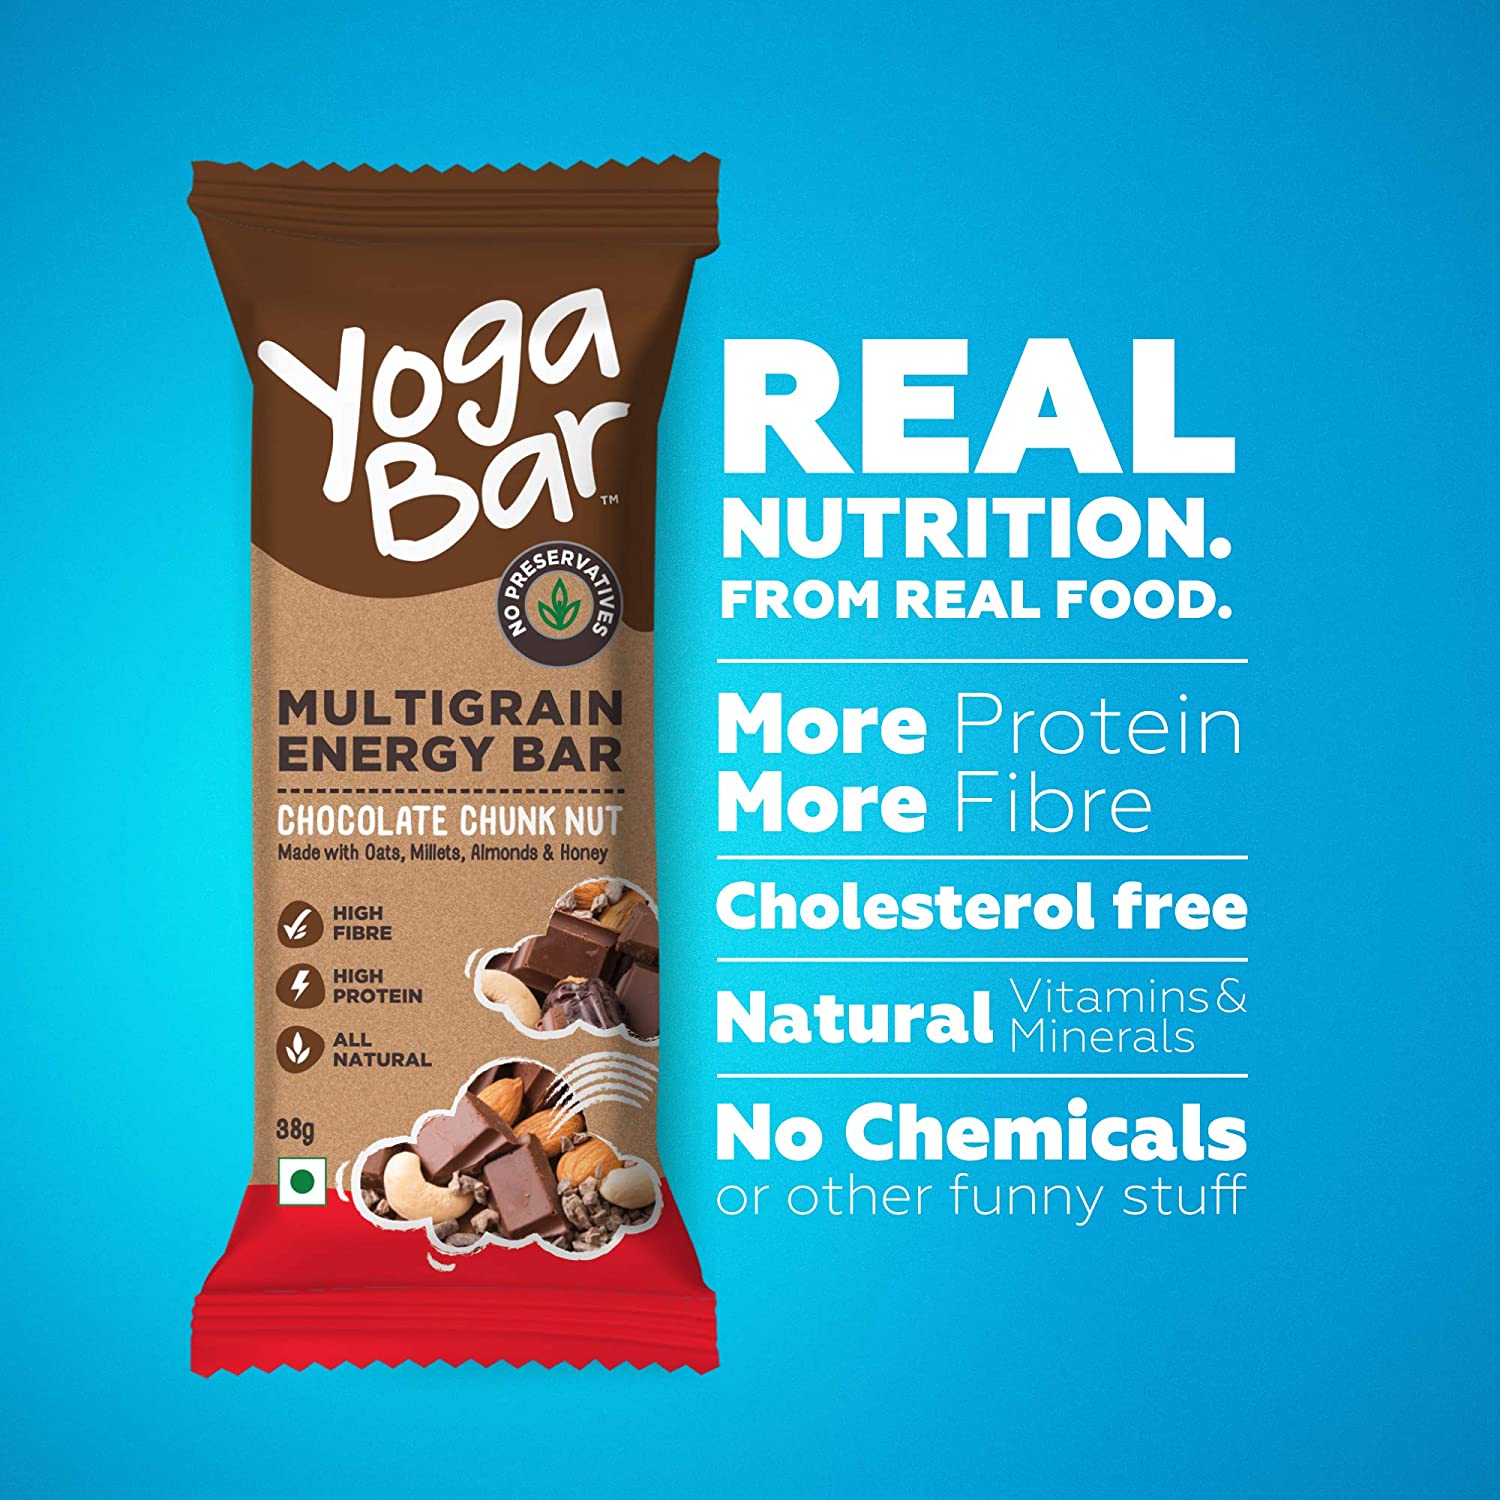 Yoga
Bar™
NO PRESERVATIVES
MULTIGRAIN
ENERGY BAR
CHOCOLATE CHUNK NUT
Made with Oats, Millets, Almonds & Honey
HIGH
FIBRE
HIGH
PROTEIN
ALL
NATURAL
38g
REAL
NUTRITION.
FROM REAL FOOD.
More Protein
More Fibre
Cholesterol free
Natural Vitamins &
Minerals
No Chemicals
or other funny stuff